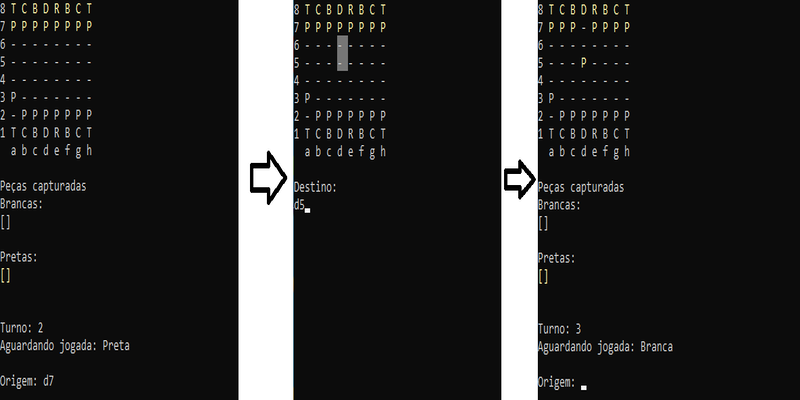 8 T C B D R B C T
7 P P P P P P P P
6 - - - - - - - -
5 - - - - - - - -
4 - - - - - - - -
3 P - - - - - - -
2 - P P P P P P P
1 T C B D R B C T
a b c d e f g h
Peças capturadas
Brancas:
[]
Pretas:
[]
Turno: 2
Aguardando jogada: Preta
Origem: d7
8 T C B D R B C T
7 P P P P P P P P
6 - - - - - - - -
5 - - - - - - - -
4 - - - - - - - -
3 P - - - - - - -
2 - P P P P P P P
1 T C B D R B C T
a b c d e f g h
Destino:
d5
8 T C B D R B C T
7 P P P - P P P P
6 - - - - - - - -
5 - - - P - - - -
4 - - - - - - - -
3 P - - - - - - -
2 - P P P P P P P
1 T C B D R B C T
a b c d e f g h
Peças capturadas
Brancas:
[]
Pretas:
[]
Turno: 3
Aguardando jogada: Branca
Origem: